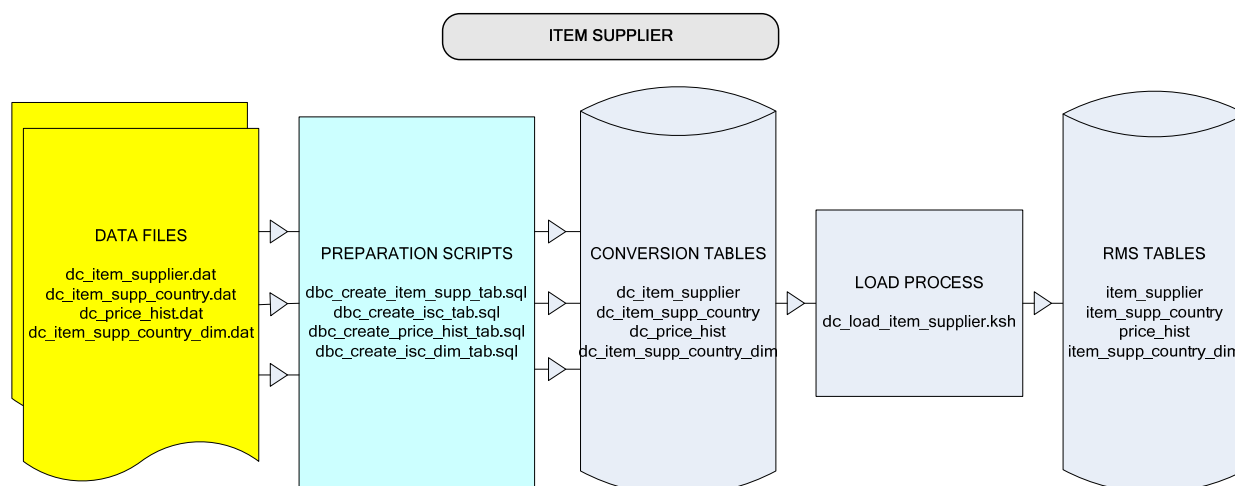 ITEM SUPPLIER
DATA FILES
dc_item_supplier.dat
dc_item_supp_country.dat
dc_price_hist.dat
dc_item_supp_country_dim.dat
PREPARATION SCRIPTS
dbc_create_item_supp_tab.sql
dbc_create_isc_tab.sql
dbc_create_price_hist_tab.sql
dbc_create_isc_dim_tab.sql
CONVERSION TABLES
dc_item_supplier
dc_item_supp_country
dc_price_hist
dc_item_supp_country_dim
LOAD PROCESS
dc_load_item_supplier.ksh
RMS TABLES
item_supplier
item_supp_country
price_hist
item_supp_country_dim